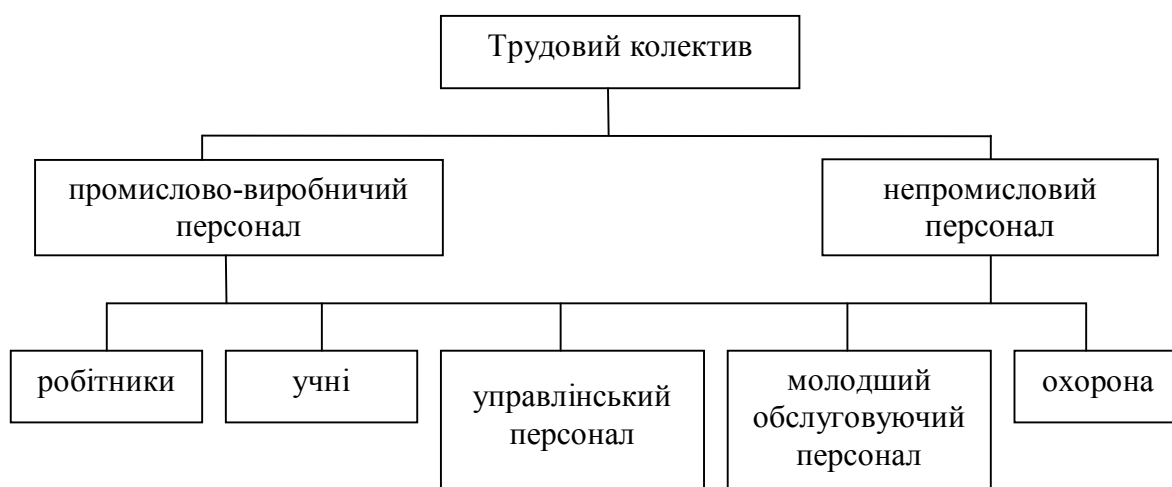 Трудовий колектив
промислово-виробничий
персонал
непромисловий
персонал
робітники
учні
управлінський
персонал
молодший
обслуговуючий
персонал
охорона